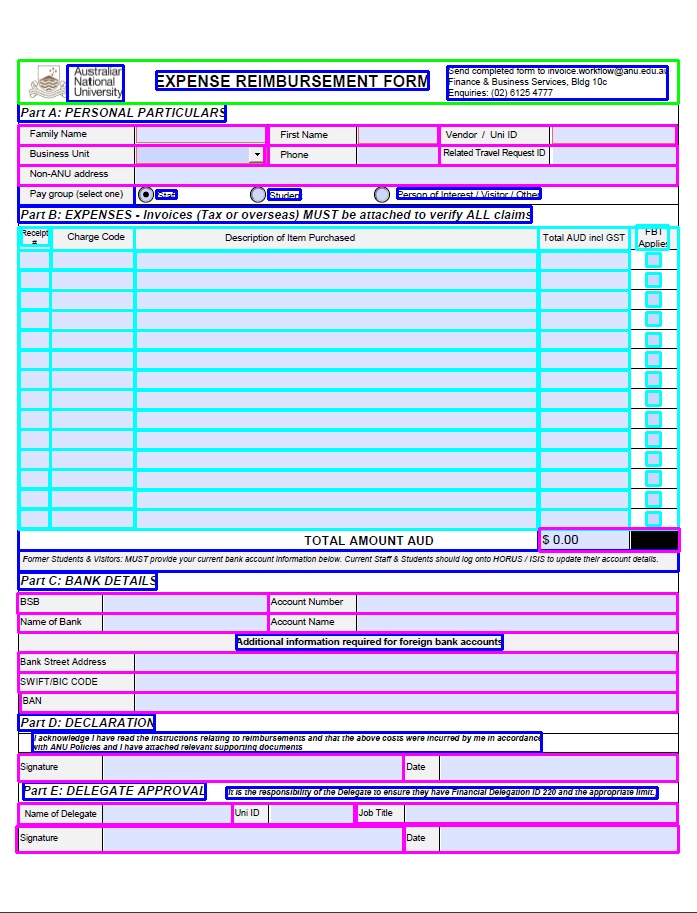 Australian
National
University
EXPENSE REIMBURSEMENT FORM
Send completed form to invoice.workflow@anu.edu.au
Finance & Business Services, Bldg 10c
Enquiries: (02) 6125 4777
Part A: PERSONAL PARTICULARS
Family Name First Name Vendor / Uni ID
Business Unit Phone Related Travel Request ID
Non-ANU address
Pay group (select one) Staff Student Person of Interest / Visitor / Other
Part B: EXPENSES - Invoices (Tax or overseas) MUST be attached to verify ALL claims
Receipt # Charge Code Description of Item Purchased Total AUD incl GST FBT Applies
TOTAL AMOUNT AUD $ 0.00
Former Students & Visitors: MUST provide your current bank account information below. Current Staff & Students should log onto HORUS / ISIS to update their account details.
Part C: BANK DETAILS
BSB Account Number
Name of Bank Account Name
Additional information required for foreign bank accounts
Bank Street Address
SWIFT/BIC CODE
IBAN
Part D: DECLARATION
I acknowledge I have read the instructions relating to reimbursements and that the above costs were incurred by me in accordance
with ANU Policies and I have attached relevant supporting documents
Signature Date
Part E: DELEGATE APPROVAL It is the responsibility of the Delegate to ensure they have Financial Delegation ID 220 and the appropriate limit.
Name of Delegate Uni ID Job Title
Signature Date